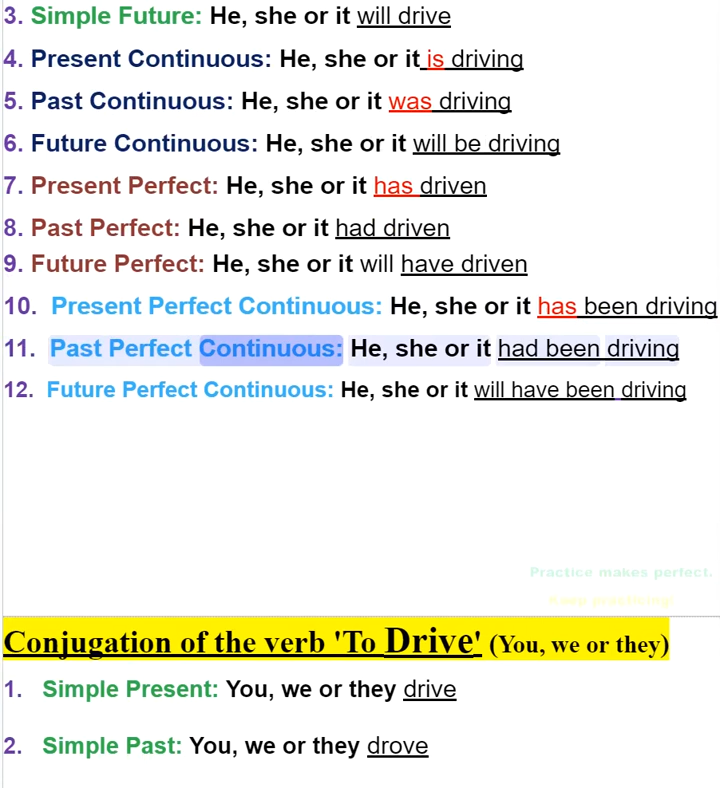 3. Simple Future: He, she or it will drive
4. Present Continuous: He, she or it is driving
5. Past Continuous: He, she or it was driving
6. Future Continuous: He, she or it will be driving
7. Present Perfect: He, she or it has driven
8. Past Perfect: He, she or it had driven
9. Future Perfect: He, she or it will have driven
10. Present Perfect Continuous: He, she or it has been driving
11. Past Perfect Continuous: He, she or it had been driving
12. Future Perfect Continuous: He, she or it will have been driving
Practice makes perfect.
Keep practicing!
Conjugation of the verb 'To Drive' (You, we or they)
1. Simple Present: You, we or they drive
2. Simple Past: You, we or they drove